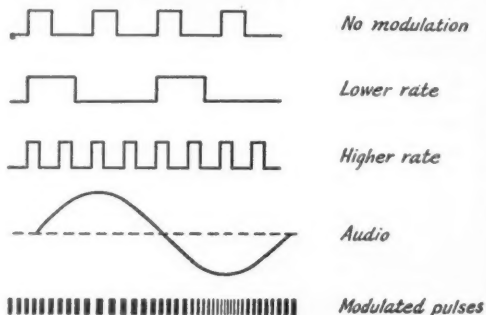 No modulation
Lower rate
Higher rate
Audio
Modulated pulses